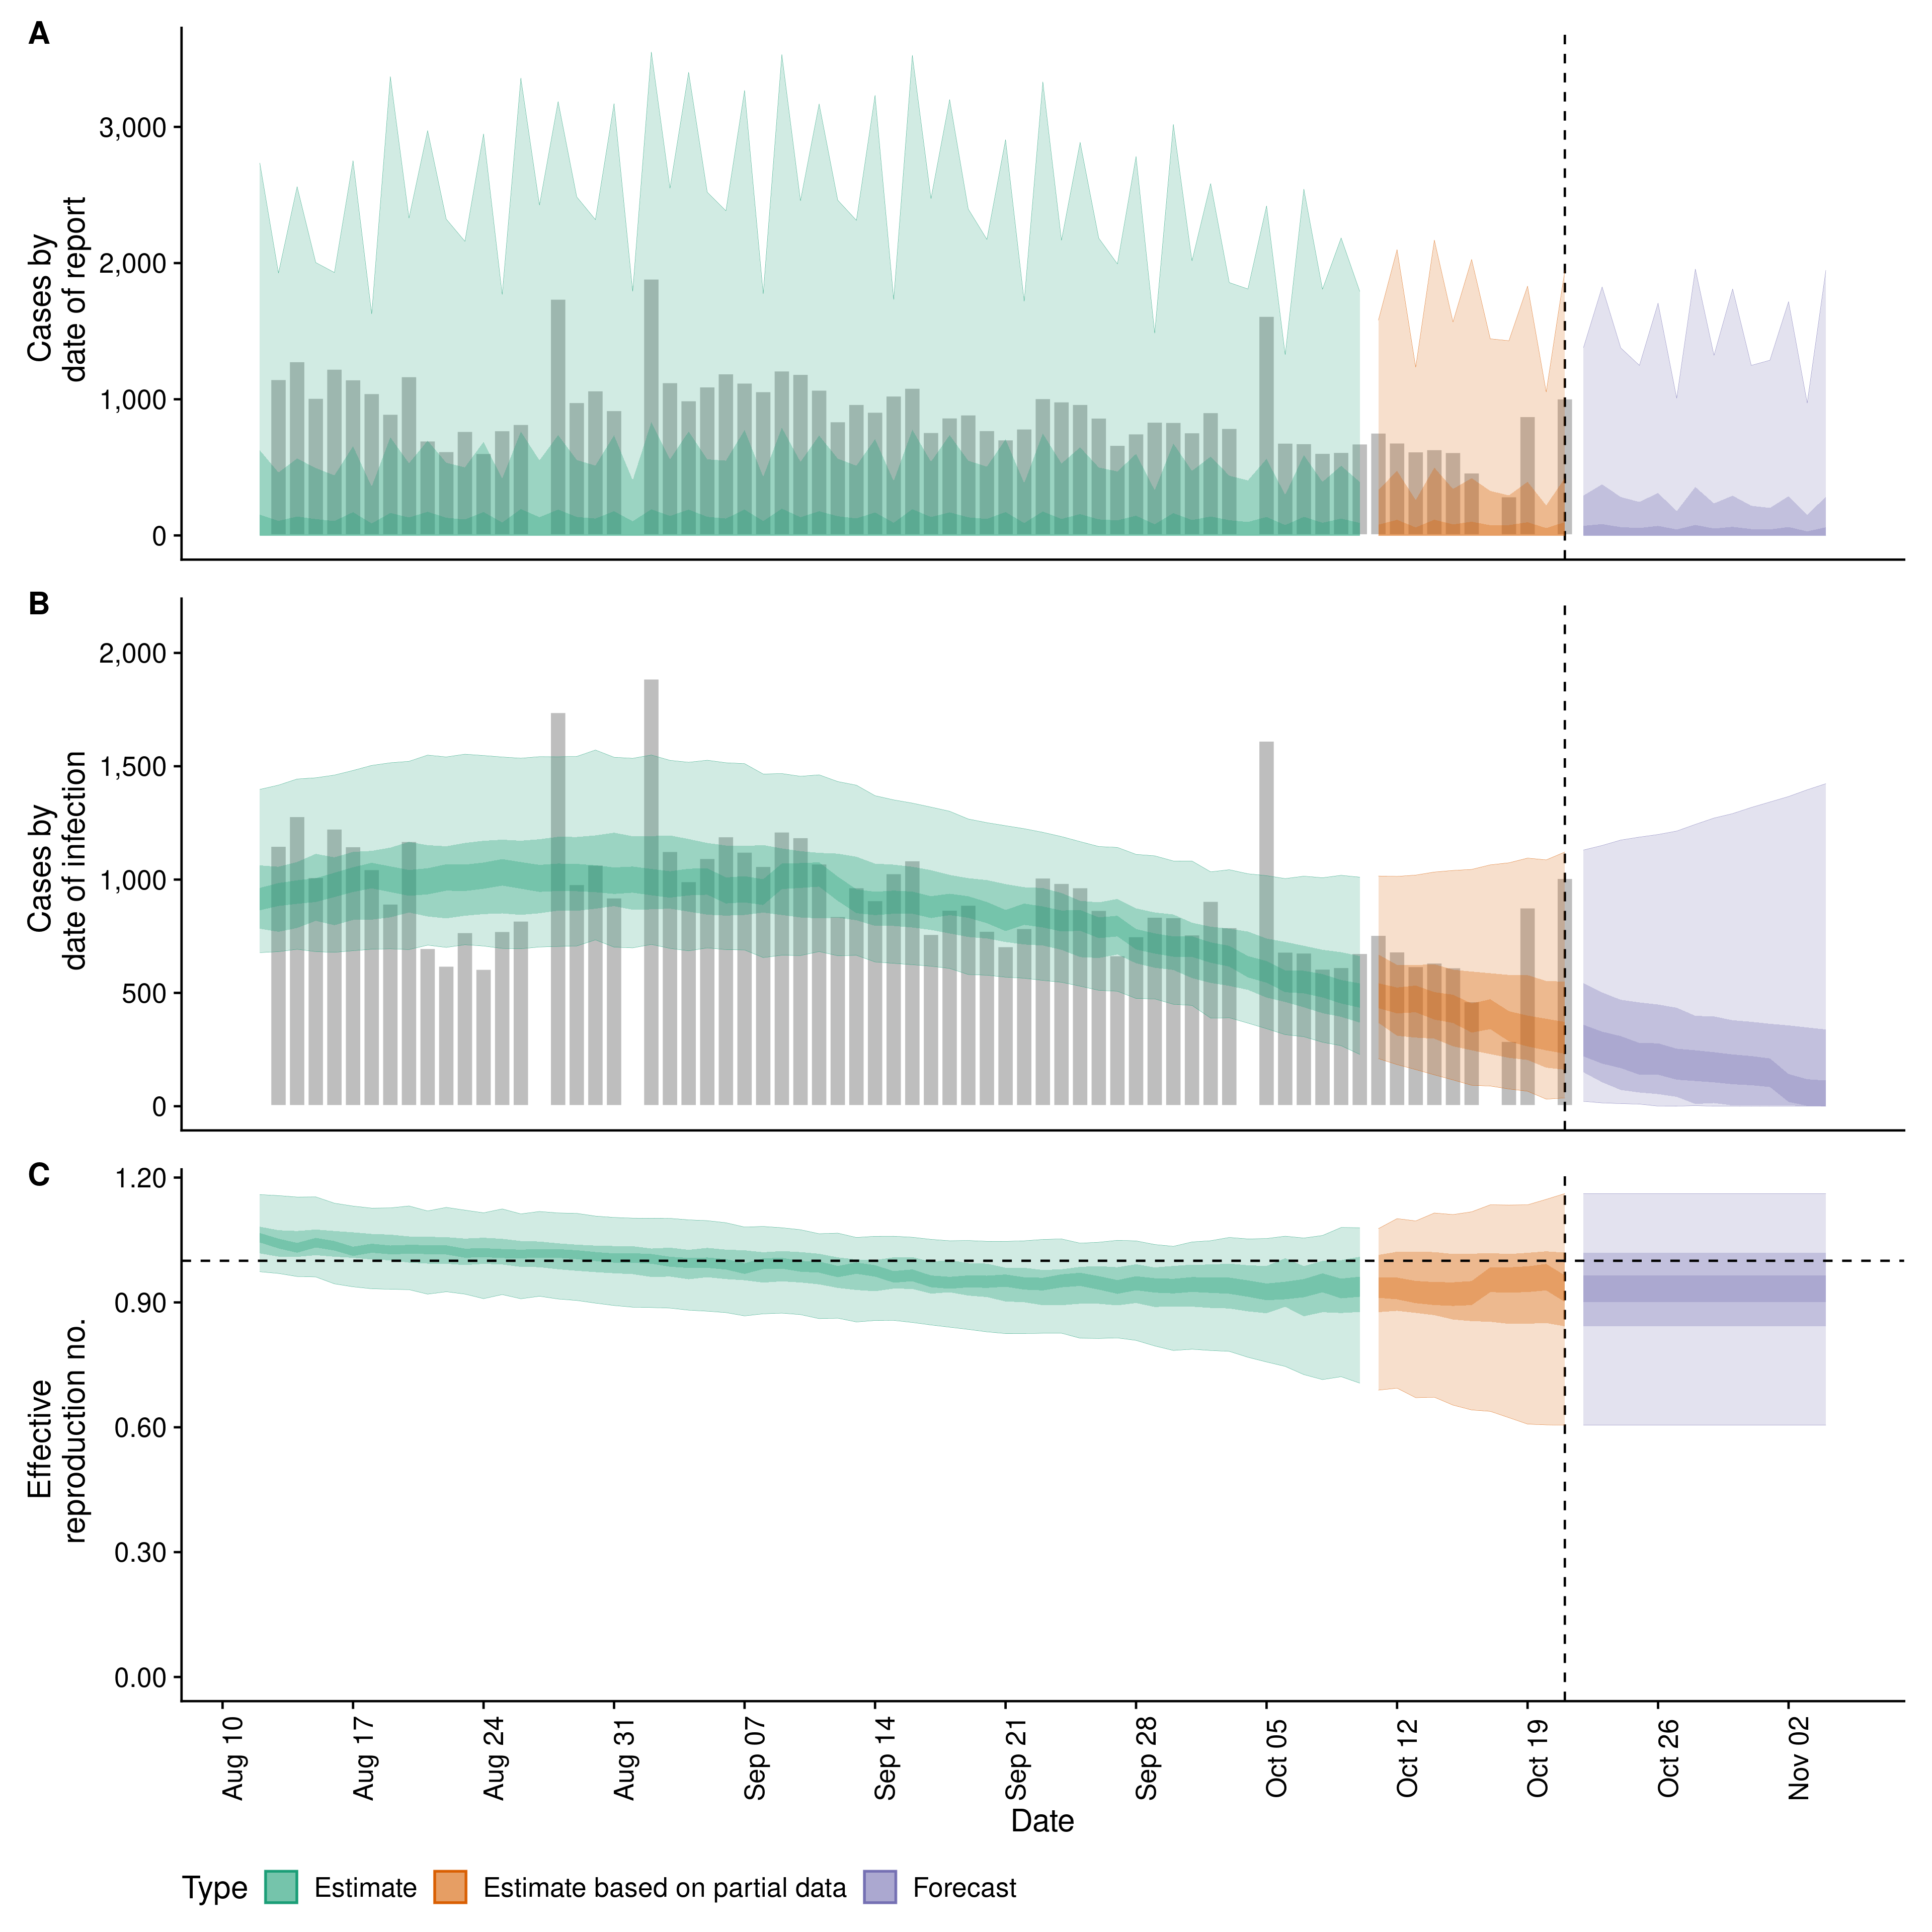 A
Cases by
date of report
3,000
2,000
1,000
0
B
Cases by
date of infection
2,000
1,500
1,000
500
0
C
Effective
reproduction no.
1.20
0.90
0.60
0.30
0.00
Aug 10
Aug 17
Aug 24
Aug 31
Sep 07
Sep 14
Sep 21
Sep 28
Oct 05
Oct 12
Oct 19
Oct 26
Nov 02
Date
Type Estimate Estimate based on partial data Forecast